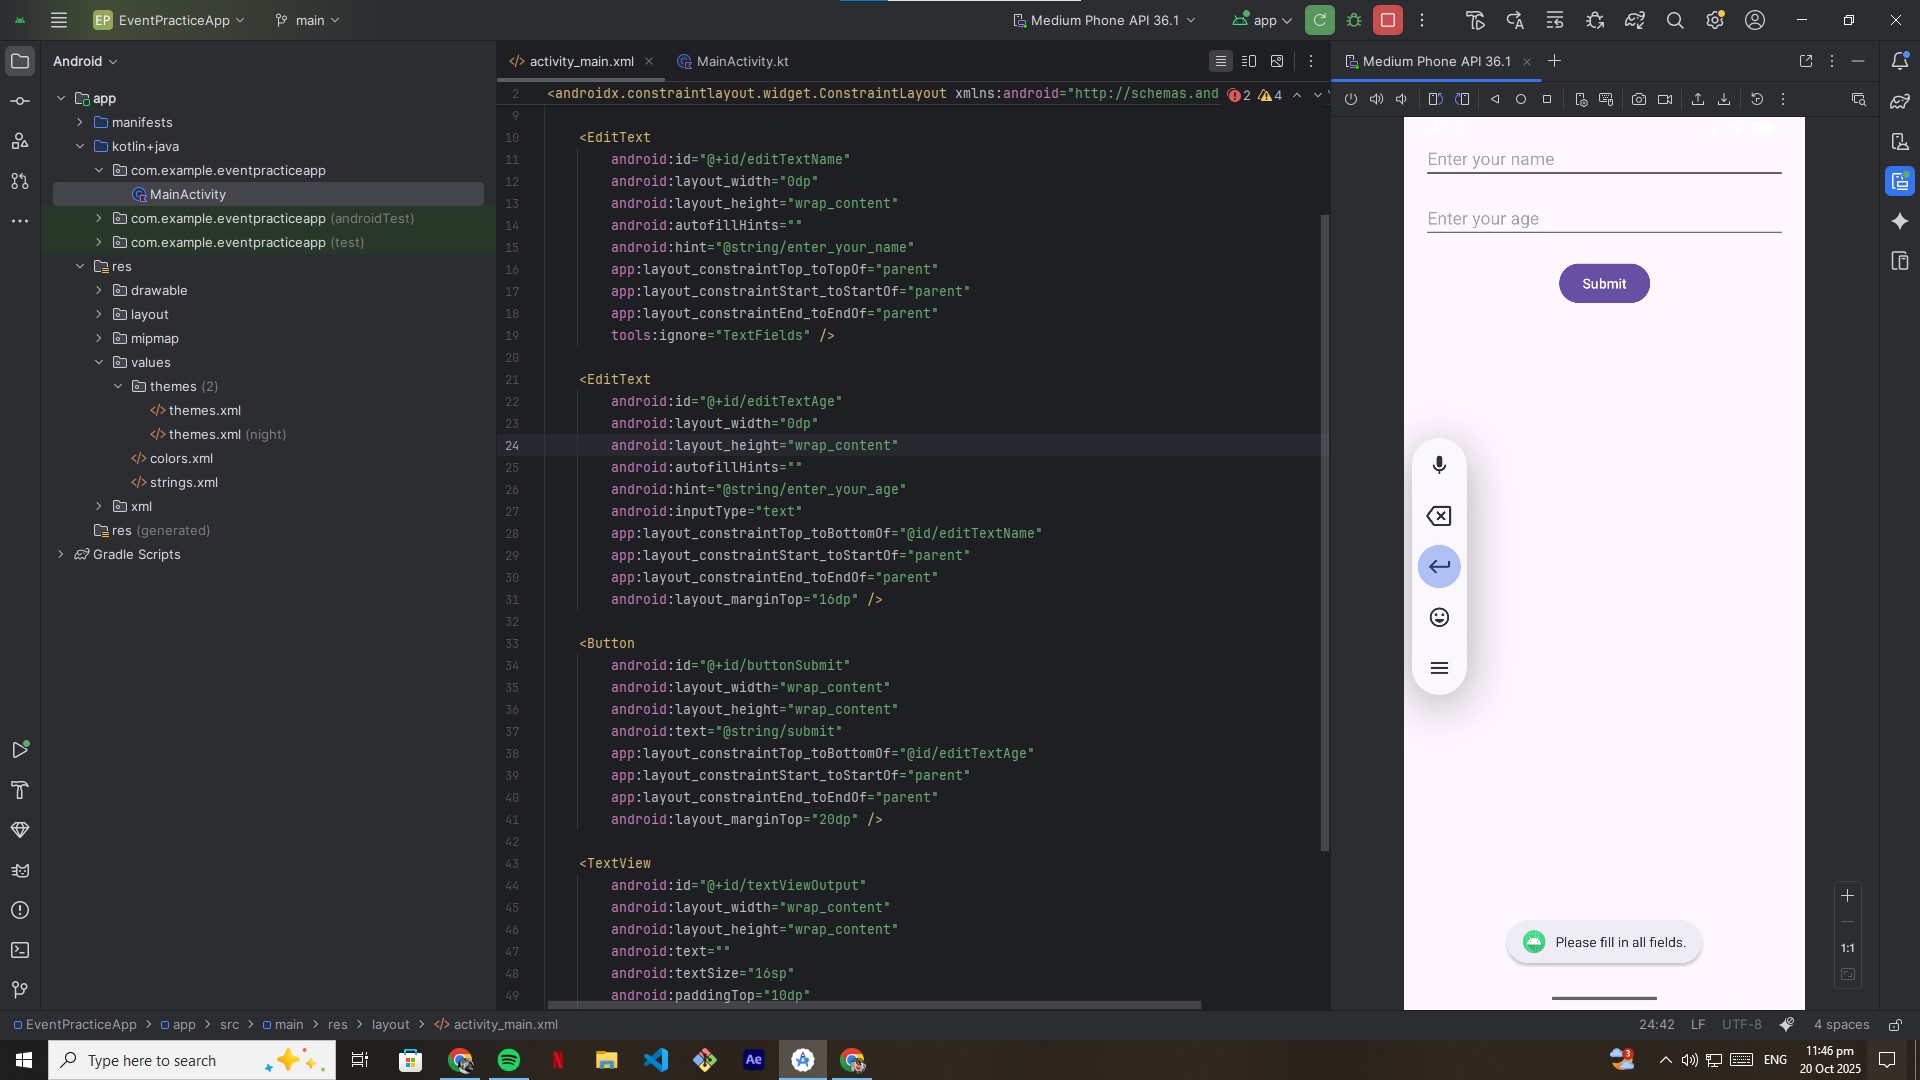 EP EventPracticeApp main Medium Phone API 36.1 app
Android
activity_main.xml MainActivity.kt
Medium Phone API 36.1
app
manifests
kotlin+java
com.example.eventpracticeapp
MainActivity
com.example.eventpracticeapp (androidTest)
com.example.eventpracticeapp (test)
res
drawable
layout
mipmap
values
themes (2)
themes.xml
themes.xml (night)
colors.xml
strings.xml
xml
res (generated)
Gradle Scripts
2 <androidx.constraintlayout.widget.ConstraintLayout xmlns:android="http://schemas.and 2 4
9
10 <EditText
11 android:id="@+id/editTextName"
12 android:layout_width="0dp"
13 android:layout_height="wrap_content"
14 android:autofillHints=""
15 android:hint="@string/enter_your_name"
16 app:layout_constraintTop_toTopOf="parent"
17 app:layout_constraintStart_toStartOf="parent"
18 app:layout_constraintEnd_toEndOf="parent"
19 tools:ignore="TextFields" />
20
21 <EditText
22 android:id="@+id/editTextAge"
23 android:layout_width="0dp"
24 android:layout_height="wrap_content"
25 android:autofillHints=""
26 android:hint="@string/enter_your_age"
27 android:inputType="text"
28 app:layout_constraintTop_toBottomOf="@id/editTextName"
29 app:layout_constraintStart_toStartOf="parent"
30 app:layout_constraintEnd_toEndOf="parent"
31 android:layout_marginTop="16dp" />
32
33 <Button
34 android:id="@+id/buttonSubmit"
35 android:layout_width="wrap_content"
36 android:layout_height="wrap_content"
37 android:text="@string/submit"
38 app:layout_constraintTop_toBottomOf="@id/editTextAge"
39 app:layout_constraintStart_toStartOf="parent"
40 app:layout_constraintEnd_toEndOf="parent"
41 android:layout_marginTop="20dp" />
42
43 <TextView
44 android:id="@+id/textViewOutput"
45 android:layout_width="wrap_content"
46 android:layout_height="wrap_content"
47 android:text=""
48 android:textSize="16sp"
49 android:paddingTop="10dp"
Enter your name
Enter your age
Submit
Please fill in all fields.
1:1
EventPracticeApp > app > src > main > res > layout > activity_main.xml
24:42 LF UTF-8 4 spaces
Type here to search
Ae
3
ENG
11:46 pm
20 Oct 2025